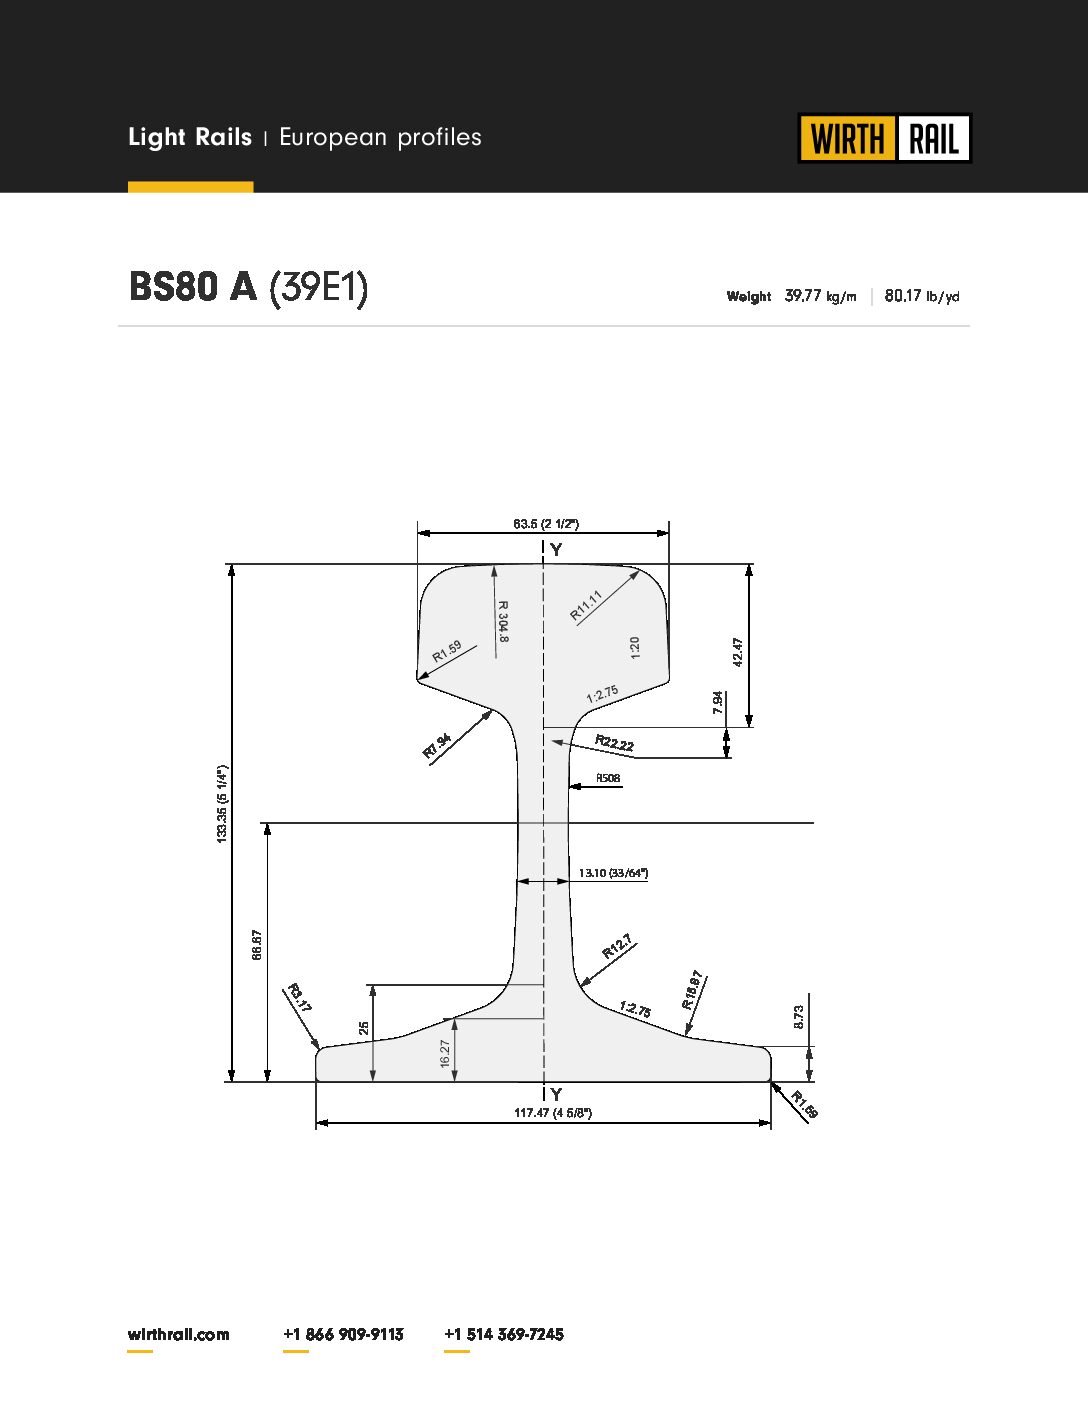 Light Rails | European profiles
WIRTH RAIL
BS80 A (39E1)
Weight 39,77 kg/m | 80,17 lb/yd
63.5 (2 1/2")
Y
R 304.8
R11.11
R1.59
1:20
42.47
1:2.75
7.94
R7.94
R22.22
R508
133.35 (5 1/4")
13.10 (33/64")
66.67
R12.7
R3.17
R15.87
1:2.75
8.73
25
16.27
Y
R1.59
117.47 (4 5/8")
wirthrail.com +1 866 909-9113 +1 514 369-7245